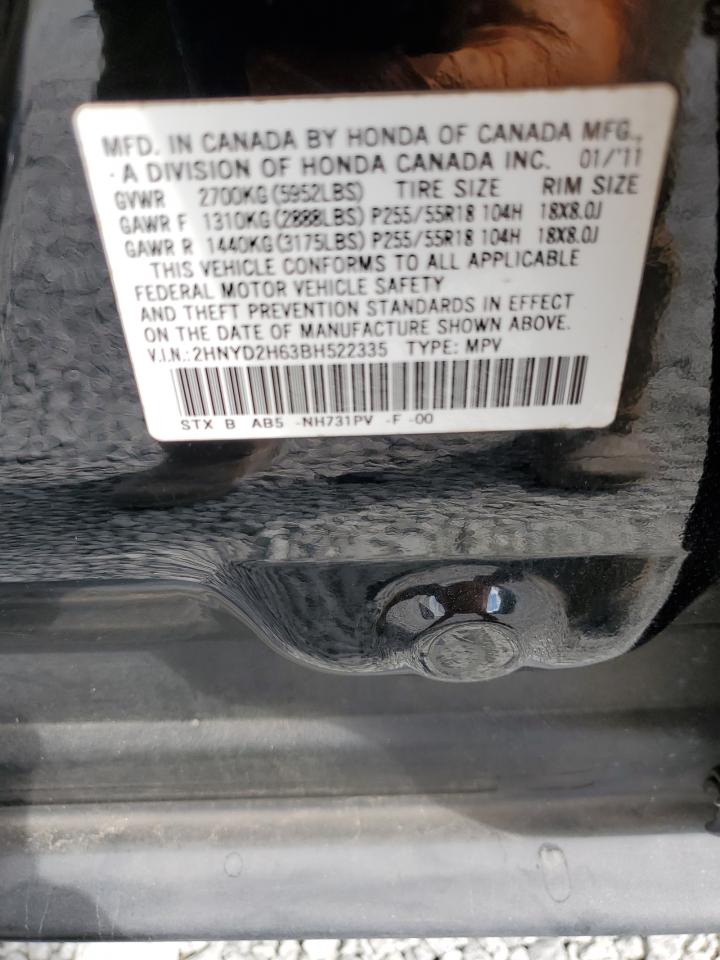 MFD. IN CANADA BY HONDA OF CANADA MFG.,
A DIVISION OF HONDA CANADA INC. 01/'11
GVWR 2700KG(5952LBS) TIRE SIZE RIM SIZE
GAWR F 1310KG(2888LBS) P255/55R18 104H 18X8.0J
GAWR R 1440KG(3175LBS) P255/55R18 104H 18X8.0J
THIS VEHICLE CONFORMS TO ALL APPLICABLE
FEDERAL MOTOR VEHICLE SAFETY
AND THEFT PREVENTION STANDARDS IN EFFECT
ON THE DATE OF MANUFACTURE SHOWN ABOVE.
V.I.N.:2HNYD2H63BH522335 TYPE: MPV
STX B AB5 -NH731PV -F -00